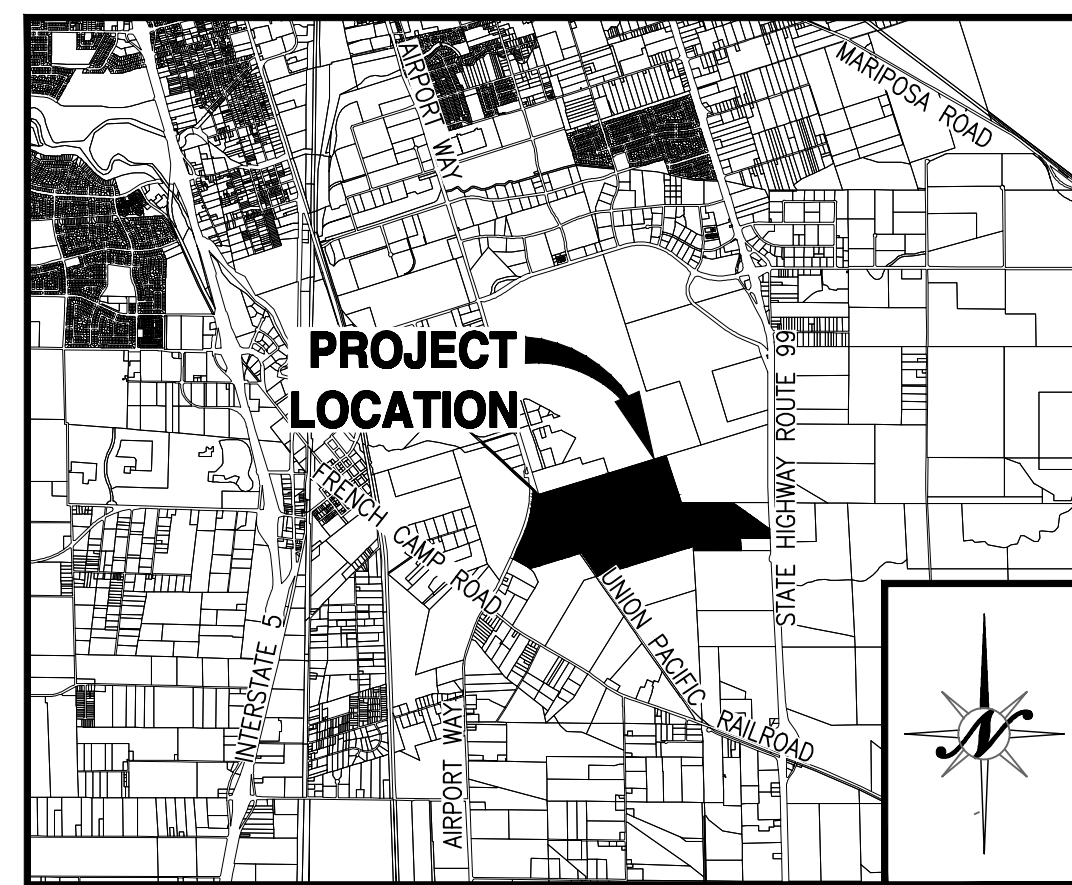 MARIPOSA ROAD
AIRPORT WAY
PROJECT
LOCATION
STATE HIGHWAY ROUTE 99
FRENCH CAMP ROAD
UNION PACIFIC RAILROAD
INTERSTATE 5
AIRPORT WAY
N